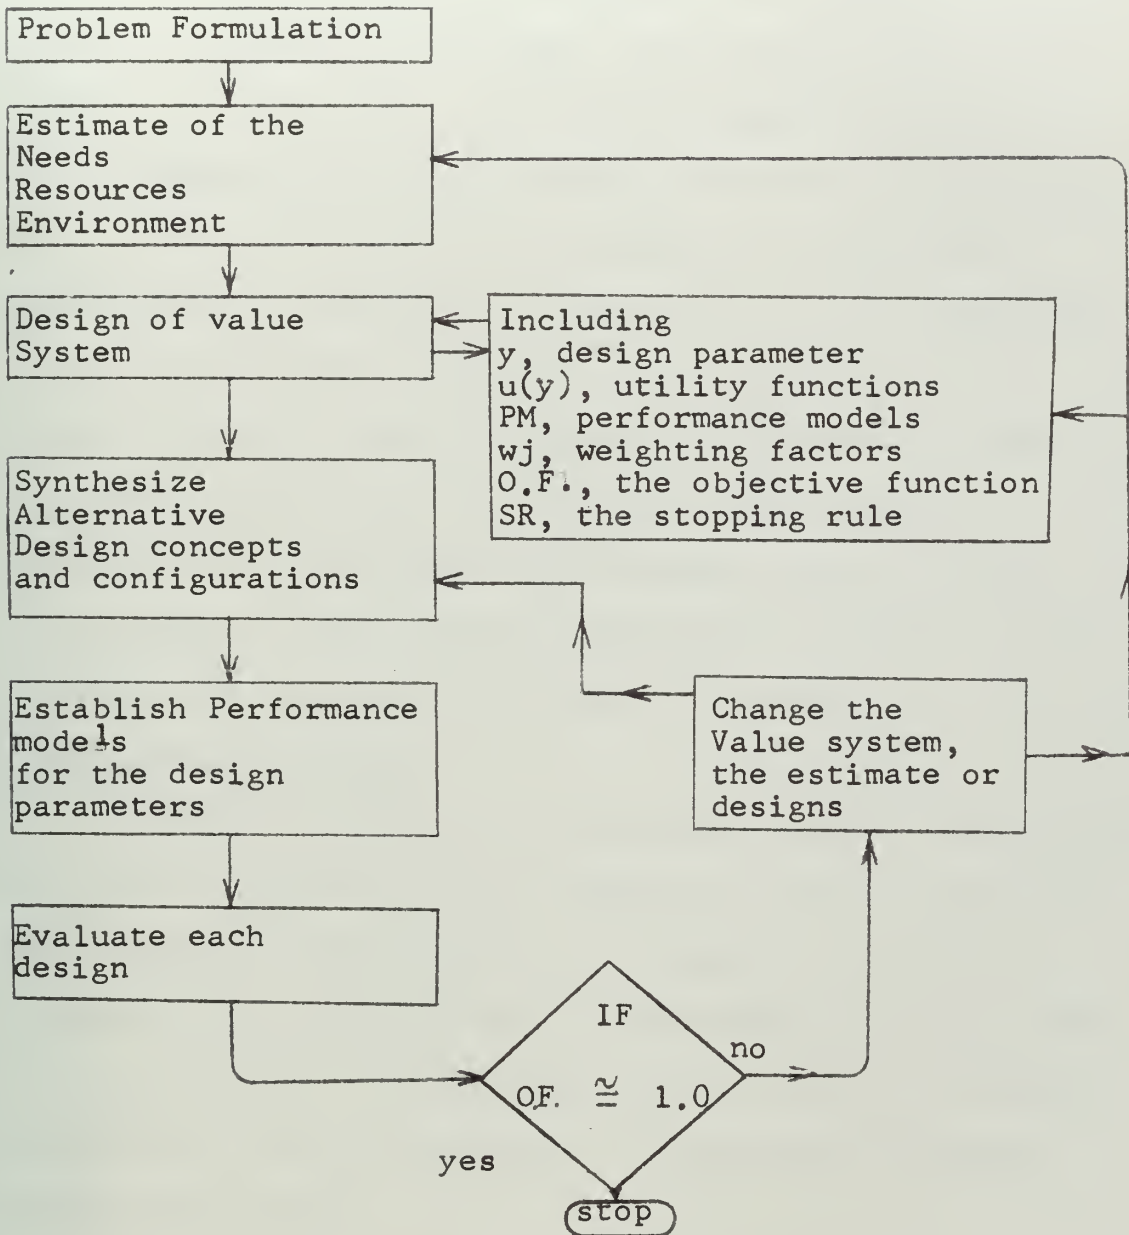 Problem Formulation
Estimate of the
Needs
Resources
Environment
Design of value
System
Including
y, design parameter
u(y), utility functions
PM, performance models
wj, weighting factors
O.F., the objective function
SR, the stopping rule
Synthesize
Alternative
Design concepts
and configurations
Establish Performance
models
for the design
parameters
Change the
Value system,
the estimate or
designs
Evaluate each
design
IF
O.F. ≅ 1.0
no
yes
stop